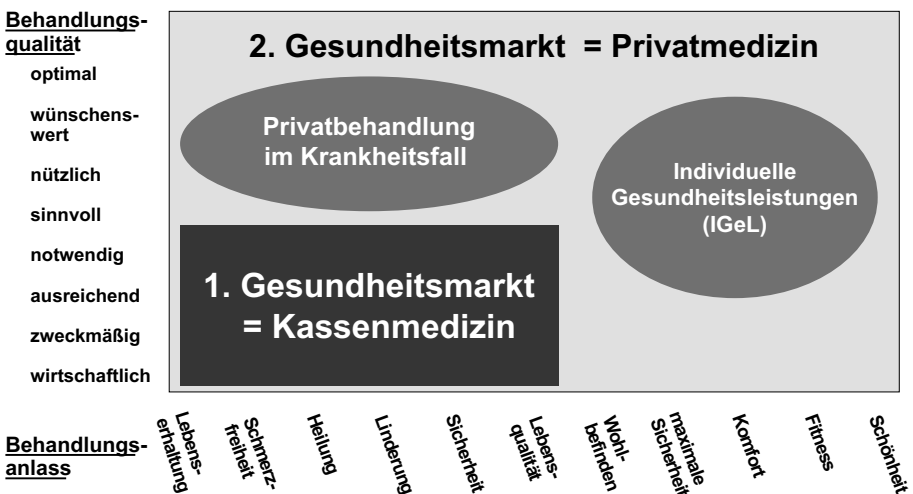 Behandlungs-
qualität
optimal
wünschens-
wert
nützlich
sinnvoll
notwendig
ausreichend
zweckmäßig
wirtschaftlich
2. Gesundheitsmarkt = Privatmedizin
Privatbehandlung
im Krankheitsfall
Individuelle
Gesundheitsleistungen
(IGeL)
1. Gesundheitsmarkt
= Kassenmedizin
Behandlungs-
anlass
Lebens-
erhaltung
Schmerz-
freiheit
Heilung
Linderung
Sicherheit
Lebens-
qualität
Wohl-
befinden
maximale
Sicherheit
Komfort
Fitness
Schönheit